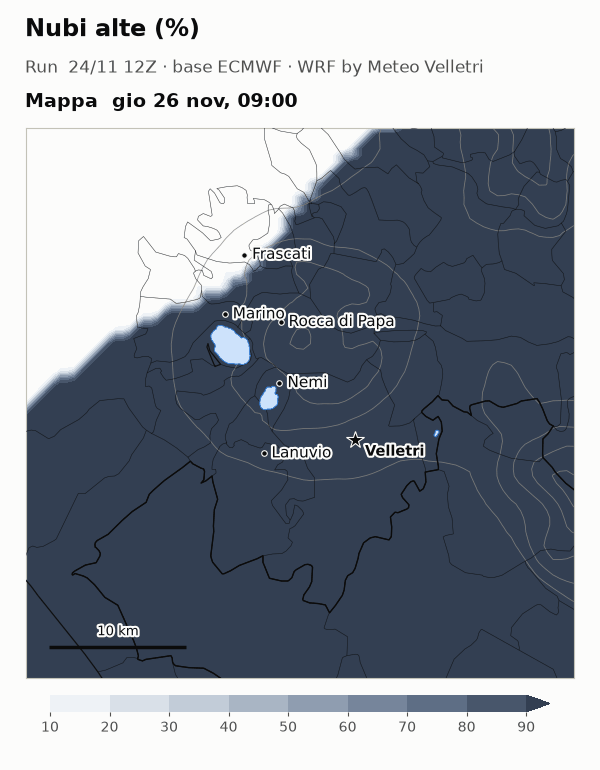 Nubi alte (%)
Run  24/11 12Z · base ECMWF · WRF by Meteo Velletri
Mappa  gio 26 nov, 09:00
Frascati
Marino
Rocca di Papa
Nemi
Velletri
Lanuvio
10 km
10 20 30 40 50 60 70 80 90